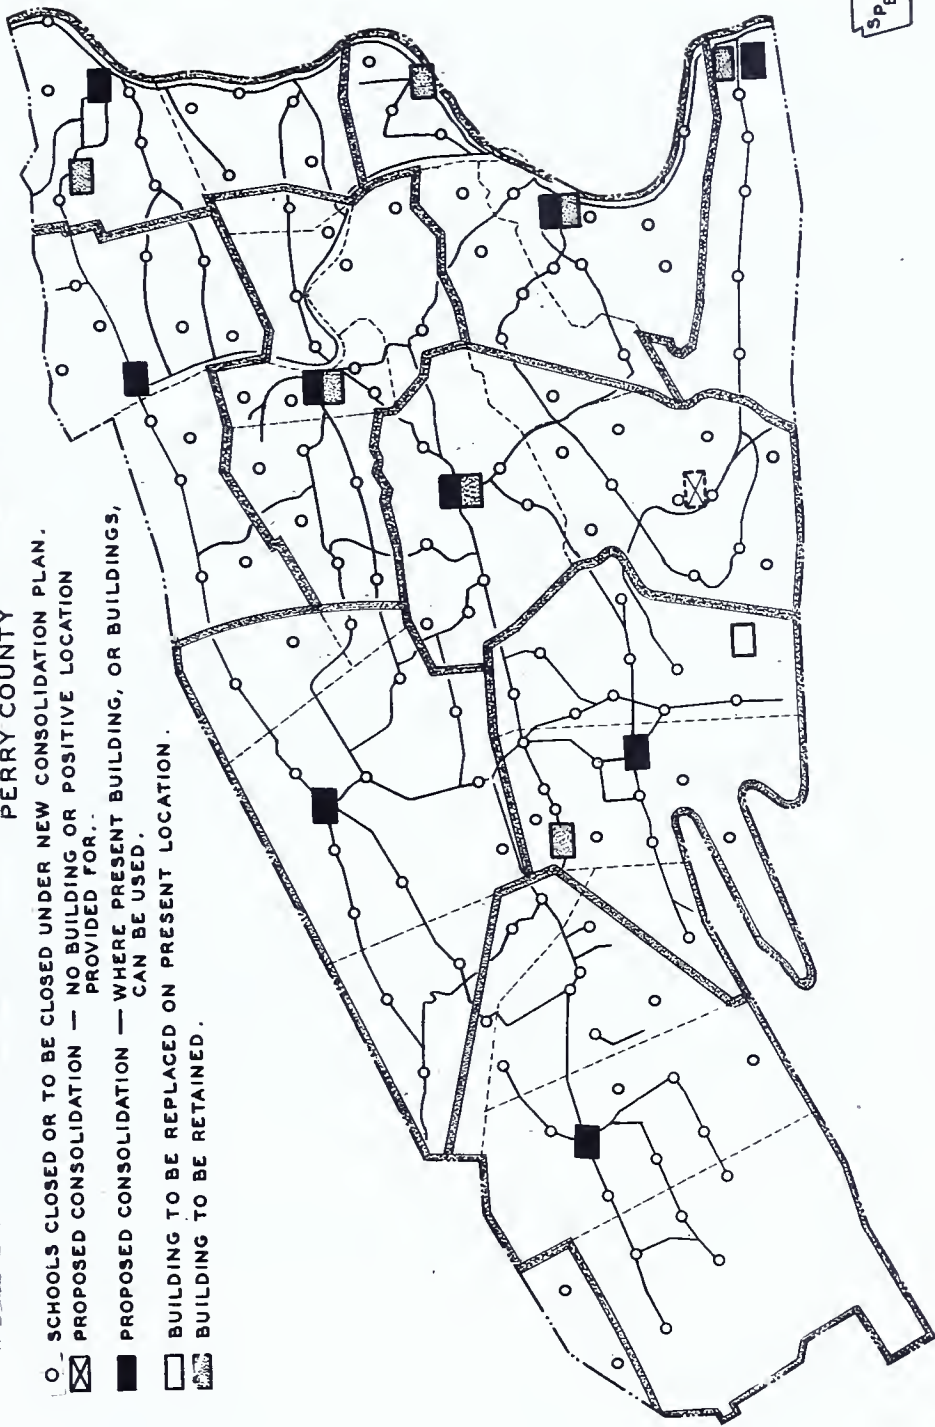 PERRY COUNTY
SCHOOLS CLOSED OR TO BE CLOSED UNDER NEW CONSOLIDATION PLAN.
PROPOSED CONSOLIDATION — NO BUILDING OR POSITIVE LOCATION
PROVIDED FOR.
PROPOSED CONSOLIDATION — WHERE PRESENT BUILDING, OR BUILDINGS,
CAN BE USED.
BUILDING TO BE REPLACED ON PRESENT LOCATION.
BUILDING TO BE RETAINED.